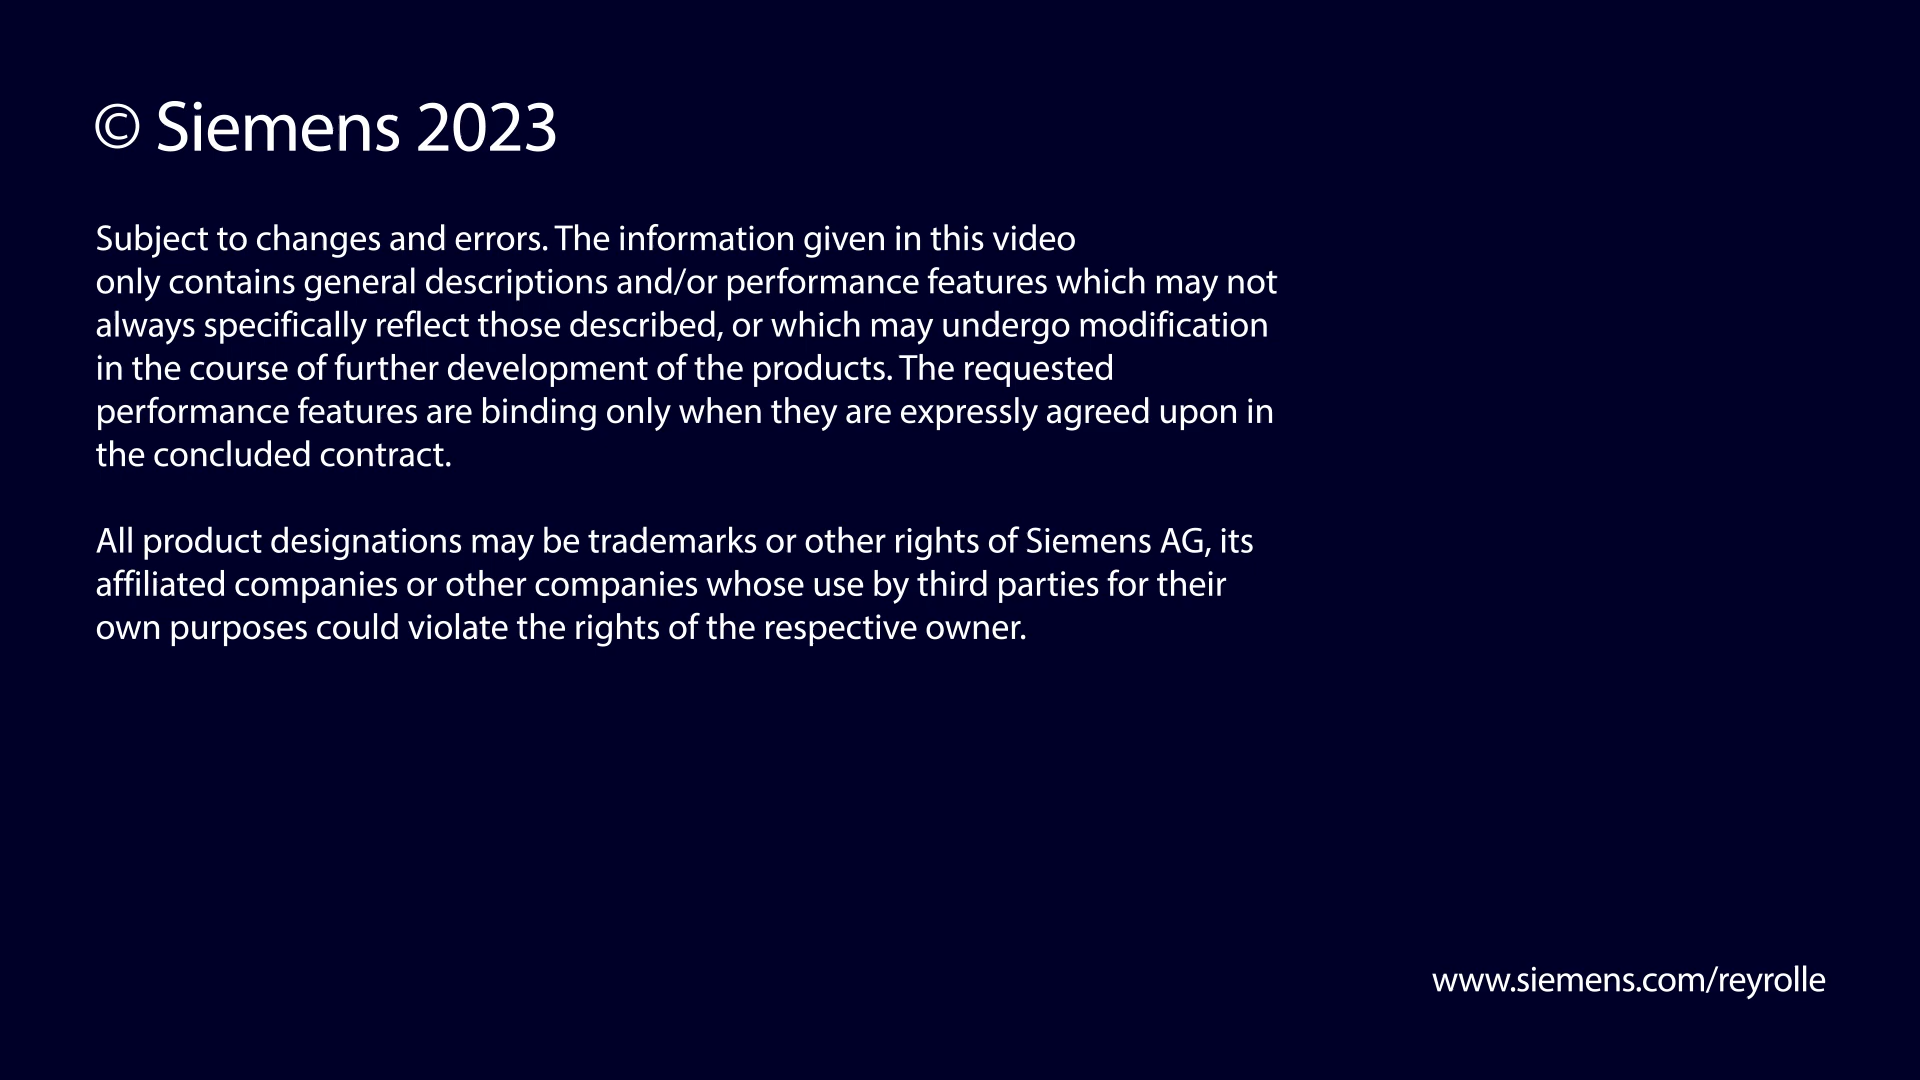 © Siemens 2023
Subject to changes and errors. The information given in this video
only contains general descriptions and/or performance features which may not
always specifically reflect those described, or which may undergo modification
in the course of further development of the products. The requested
performance features are binding only when they are expressly agreed upon in
the concluded contract.
All product designations may be trademarks or other rights of Siemens AG, its
affiliated companies or other companies whose use by third parties for their
own purposes could violate the rights of the respective owner.
www.siemens.com/reyrolle